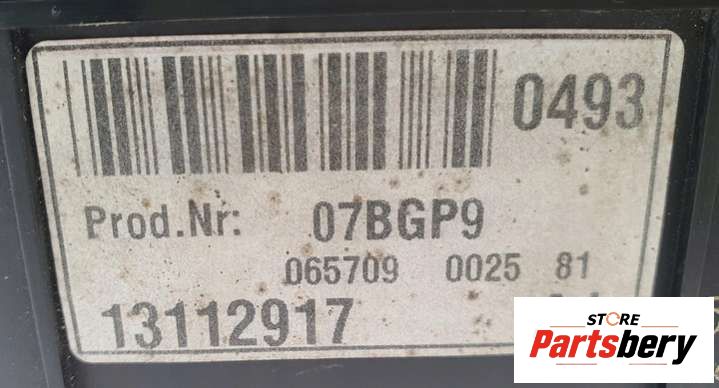 0493
Prod.Nr: 07BGP9
065709 0025 81
13112917
STORE
Partsbery